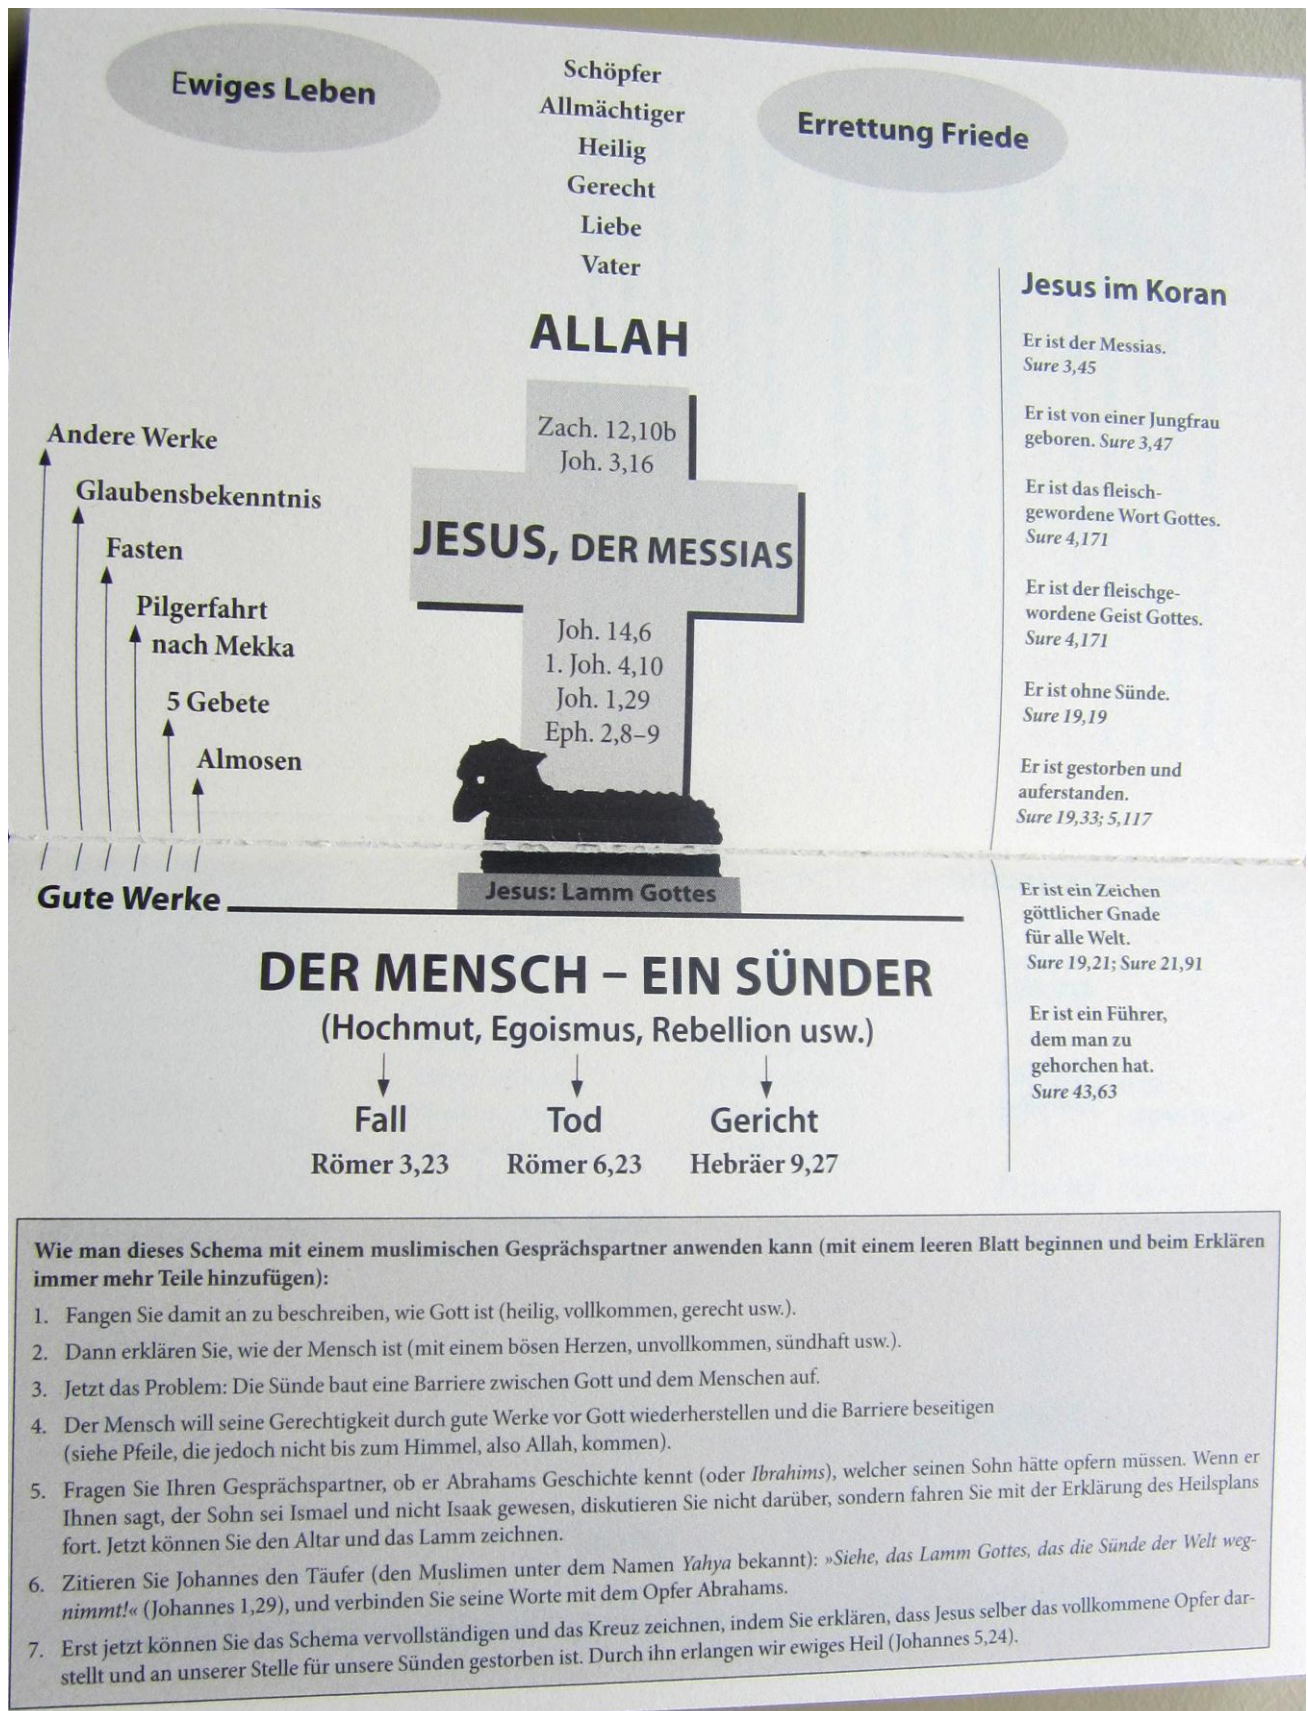 Ewiges Leben
Schöpfer
Allmächtiger
Heilig
Gerecht
Liebe
Vater
Errettung Friede
ALLAH
Zach. 12,10b
Joh. 3,16
JESUS, DER MESSIAS
Joh. 14,6
1. Joh. 4,10
Joh. 1,29
Eph. 2,8–9
Jesus: Lamm Gottes
Andere Werke
Glaubensbekenntnis
Fasten
Pilgerfahrt
nach Mekka
5 Gebete
Almosen
Gute Werke
Jesus im Koran
Er ist der Messias.
Sure 3,45
Er ist von einer Jungfrau
geboren. Sure 3,47
Er ist das fleisch-
gewordene Wort Gottes.
Sure 4,171
Er ist der fleischge-
wordene Geist Gottes.
Sure 4,171
Er ist ohne Sünde.
Sure 19,19
Er ist gestorben und
auferstanden.
Sure 19,33; 5,117
Er ist ein Zeichen
göttlicher Gnade
für alle Welt.
Sure 19,21; Sure 21,91
Er ist ein Führer,
dem man zu
gehorchen hat.
Sure 43,63
DER MENSCH – EIN SÜNDER
(Hochmut, Egoismus, Rebellion usw.)
Fall
Tod
Gericht
Römer 3,23
Römer 6,23
Hebräer 9,27
Wie man dieses Schema mit einem muslimischen Gesprächspartner anwenden kann (mit einem leeren Blatt beginnen und beim Erklären
immer mehr Teile hinzufügen):
1. Fangen Sie damit an zu beschreiben, wie Gott ist (heilig, vollkommen, gerecht usw.).
2. Dann erklären Sie, wie der Mensch ist (mit einem bösen Herzen, unvollkommen, sündhaft usw.).
3. Jetzt das Problem: Die Sünde baut eine Barriere zwischen Gott und dem Menschen auf.
4. Der Mensch will seine Gerechtigkeit durch gute Werke vor Gott wiederherstellen und die Barriere beseitigen
(siehe Pfeile, die jedoch nicht bis zum Himmel, also Allah, kommen).
5. Fragen Sie Ihren Gesprächspartner, ob er Abrahams Geschichte kennt (oder Ibrahims), welcher seinen Sohn hätte opfern müssen. Wenn er
Ihnen sagt, der Sohn sei Ismael und nicht Isaak gewesen, diskutieren Sie nicht darüber, sondern fahren Sie mit der Erklärung des Heilsplans
fort. Jetzt können Sie den Altar und das Lamm zeichnen.
6. Zitieren Sie Johannes den Täufer (den Muslimen unter dem Namen Yahya bekannt): »Siehe, das Lamm Gottes, das die Sünde der Welt weg-
nimmt!« (Johannes 1,29), und verbinden Sie seine Worte mit dem Opfer Abrahams.
7. Erst jetzt können Sie das Schema vervollständigen und das Kreuz zeichnen, indem Sie erklären, dass Jesus selber das vollkommene Opfer dar-
stellt und an unserer Stelle für unsere Sünden gestorben ist. Durch ihn erlangen wir ewiges Heil (Johannes 5,24).